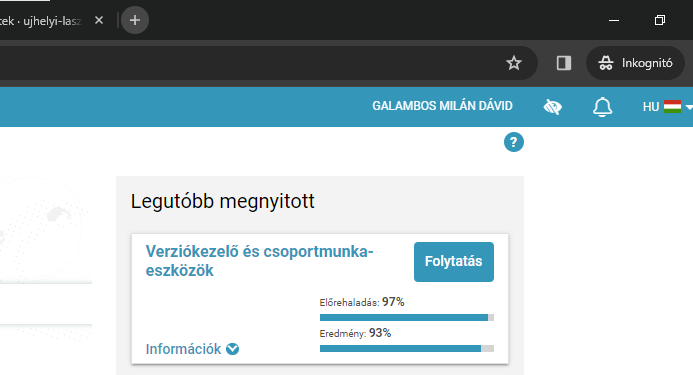 tek · ujhelyi-lasz
Inkognitó
GALAMBOS MILÁN DÁVID
HU
?
Legutóbb megnyitott
Verziókezelő és csoportmunka-
eszközök
Folytatás
Előrehaladás: 97%
Eredmény: 93%
Információk